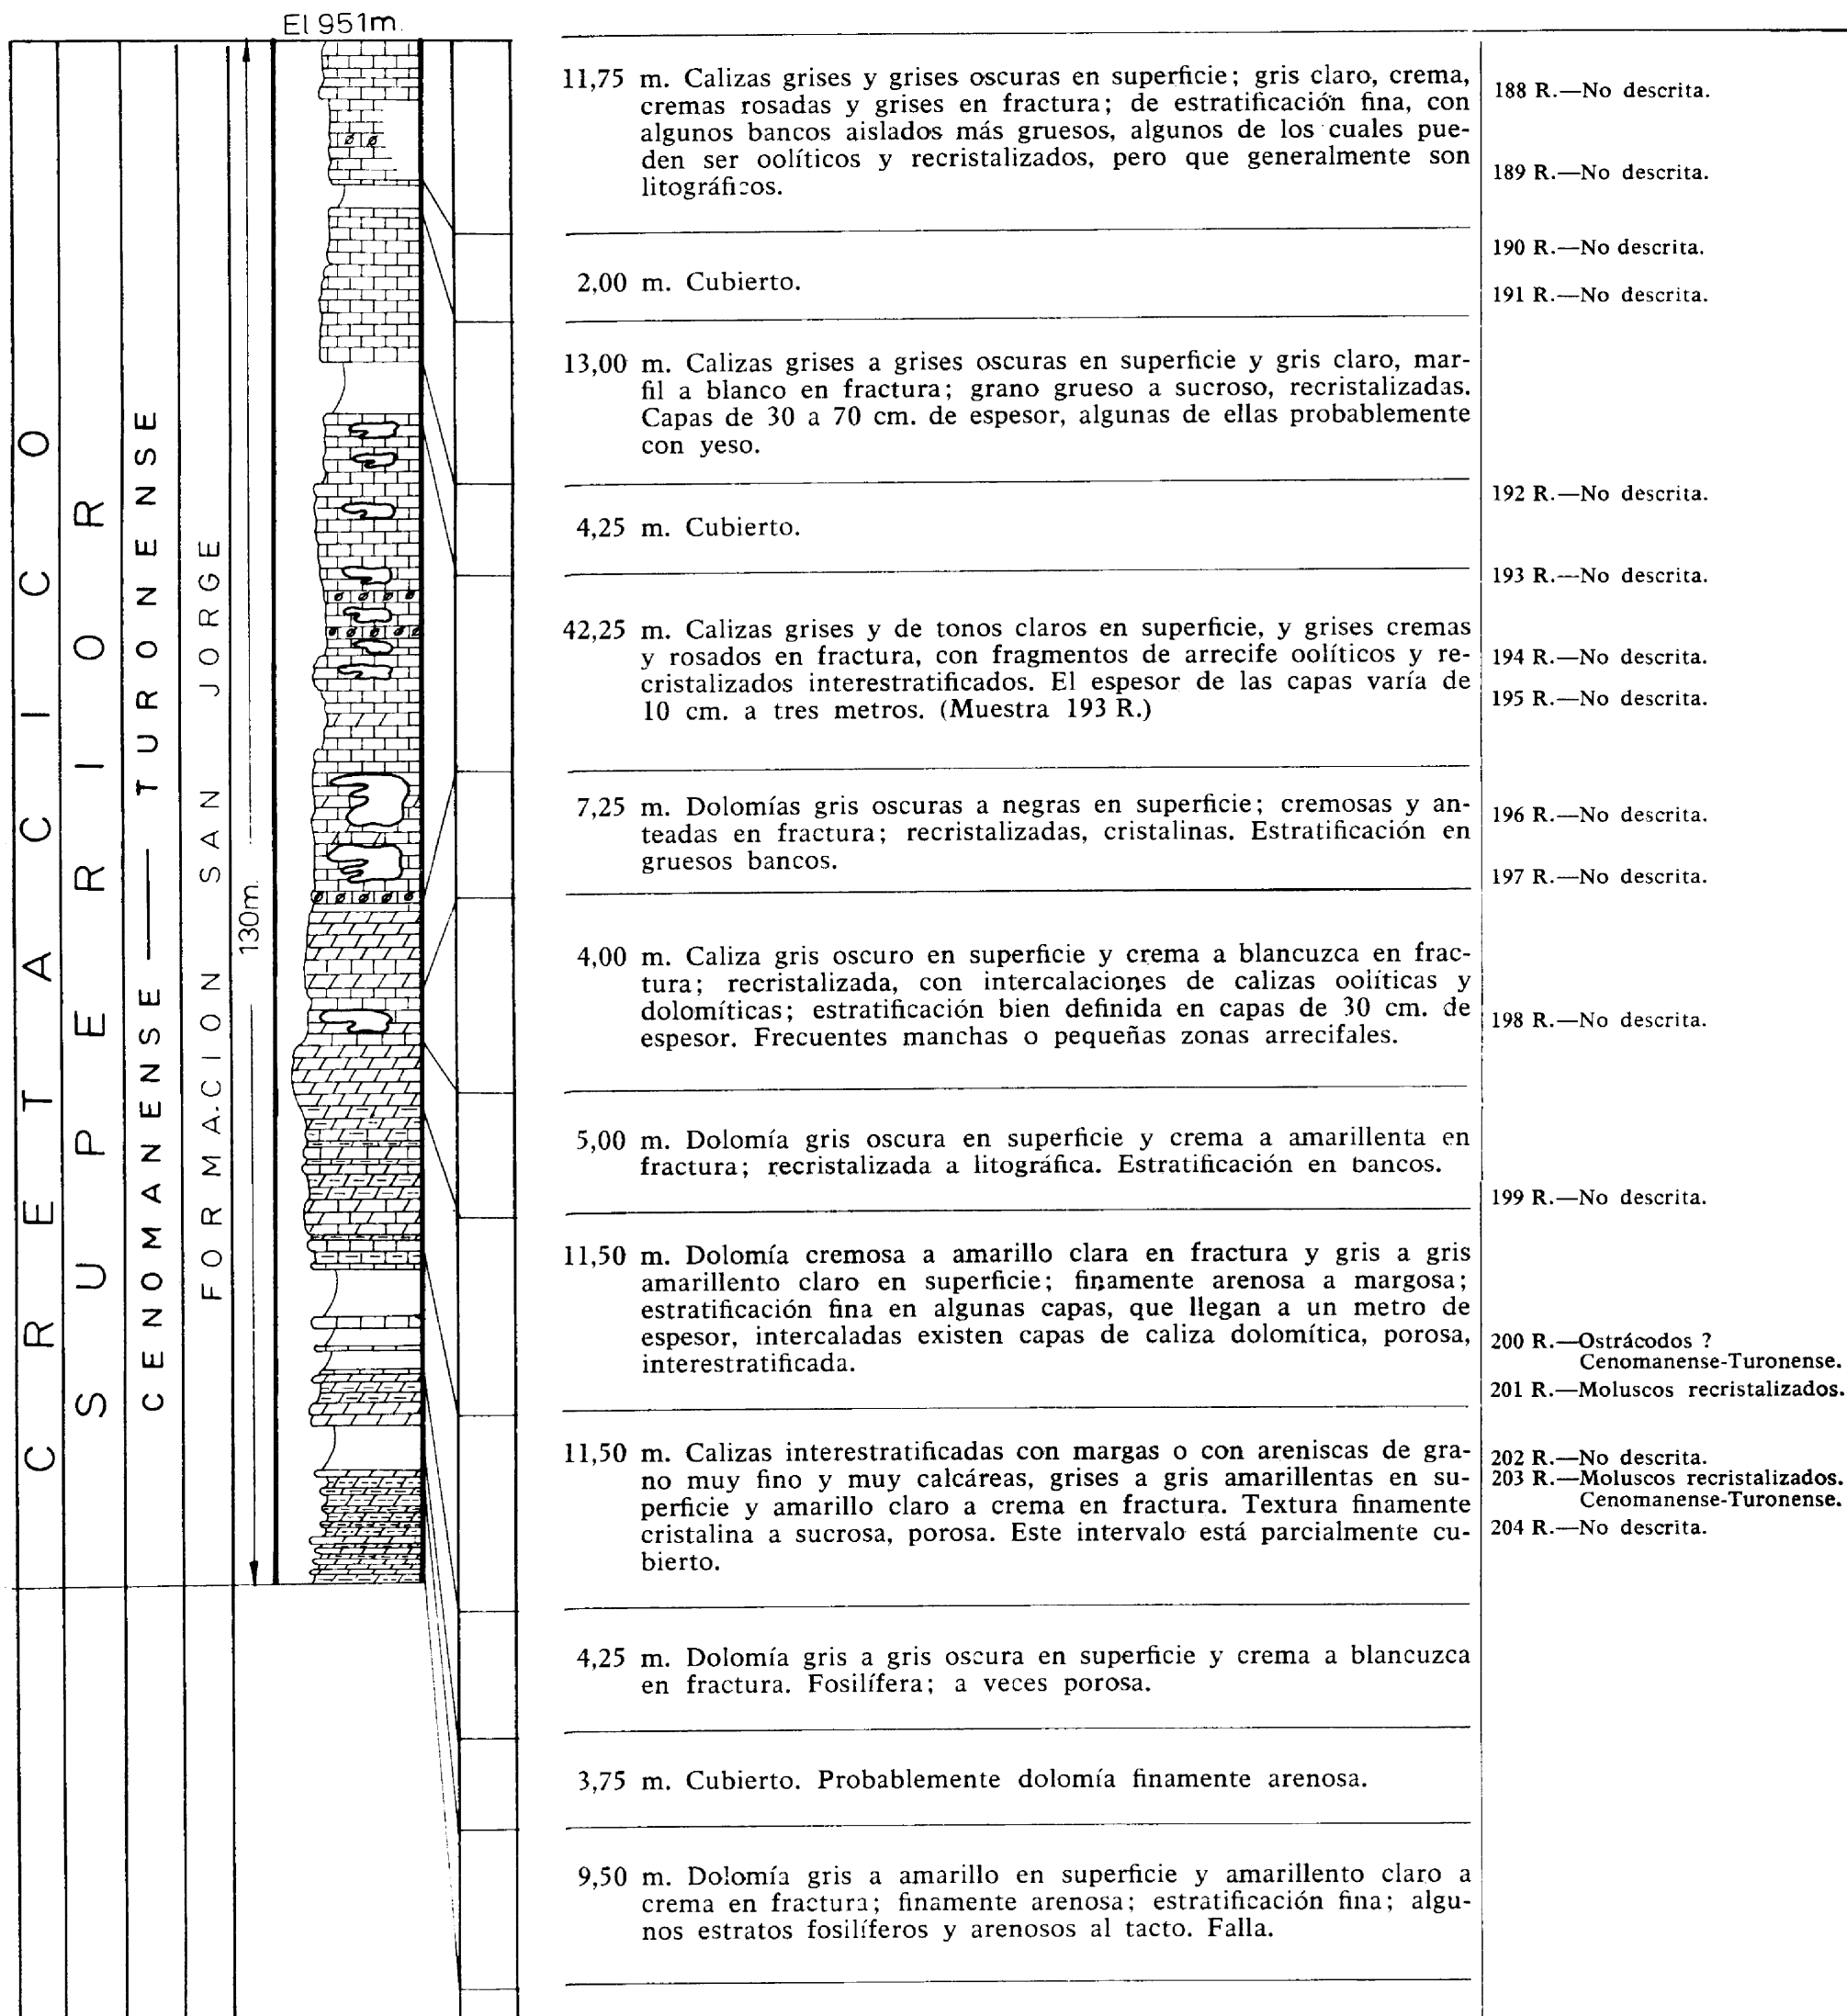 El 951m.
CRETACICO
SUPERIOR
CENOMANENSE — TURONENSE
FORMACION SAN JORGE
130m.
11,75 m. Calizas grises y grises oscuras en superficie; gris claro, crema,
cremas rosadas y grises en fractura; de estratificación fina, con
algunos bancos aislados más gruesos, algunos de los cuales pue-
den ser oolíticos y recristalizados, pero que generalmente son
litográficos.
2,00 m. Cubierto.
13,00 m. Calizas grises a grises oscuras en superficie y gris claro, mar-
fil a blanco en fractura; grano grueso a sucroso, recristalizadas.
Capas de 30 a 70 cm. de espesor, algunas de ellas probablemente
con yeso.
4,25 m. Cubierto.
42,25 m. Calizas grises y de tonos claros en superficie, y grises cremas
y rosados en fractura, con fragmentos de arrecife oolíticos y re-
cristalizados interestratificados. El espesor de las capas varía de
10 cm. a tres metros. (Muestra 193 R.)
7,25 m. Dolomías gris oscuras a negras en superficie; cremosas y an-
teadas en fractura; recristalizadas, cristalinas. Estratificación en
gruesos bancos.
4,00 m. Caliza gris oscuro en superficie y crema a blancuzca en frac-
tura; recristalizada, con intercalaciones de calizas oolíticas y
dolomíticas; estratificación bien definida en capas de 30 cm. de
espesor. Frecuentes manchas o pequeñas zonas arrecifales.
5,00 m. Dolomía gris oscura en superficie y crema a amarillenta en
fractura; recristalizada a litográfica. Estratificación en bancos.
11,50 m. Dolomía cremosa a amarillo clara en fractura y gris a gris
amarillento claro en superficie; finamente arenosa a margosa;
estratificación fina en algunas capas, que llegan a un metro de
espesor, intercaladas existen capas de caliza dolomítica, porosa,
interestratificada.
11,50 m. Calizas interestratificadas con margas o con areniscas de gra-
no muy fino y muy calcáreas, grises a gris amarillentas en su-
perficie y amarillo claro a crema en fractura. Textura finamente
cristalina a sucrosa, porosa. Este intervalo está parcialmente cu-
bierto.
4,25 m. Dolomía gris a gris oscura en superficie y crema a blancuzca
en fractura. Fosilífera; a veces porosa.
3,75 m. Cubierto. Probablemente dolomía finamente arenosa.
9,50 m. Dolomía gris a amarillo en superficie y amarillento claro a
crema en fractura; finamente arenosa; estratificación fina; algu-
nos estratos fosilíferos y arenosos al tacto. Falla.
188 R.—No descrita.
189 R.—No descrita.
190 R.—No descrita.
191 R.—No descrita.
192 R.—No descrita.
193 R.—No descrita.
194 R.—No descrita.
195 R.—No descrita.
196 R.—No descrita.
197 R.—No descrita.
198 R.—No descrita.
199 R.—No descrita.
200 R.—Ostrácodos ?
Cenomanense-Turonense.
201 R.—Moluscos recristalizados.
202 R.—No descrita.
203 R.—Moluscos recristalizados.
Cenomanense-Turonense.
204 R.—No descrita.